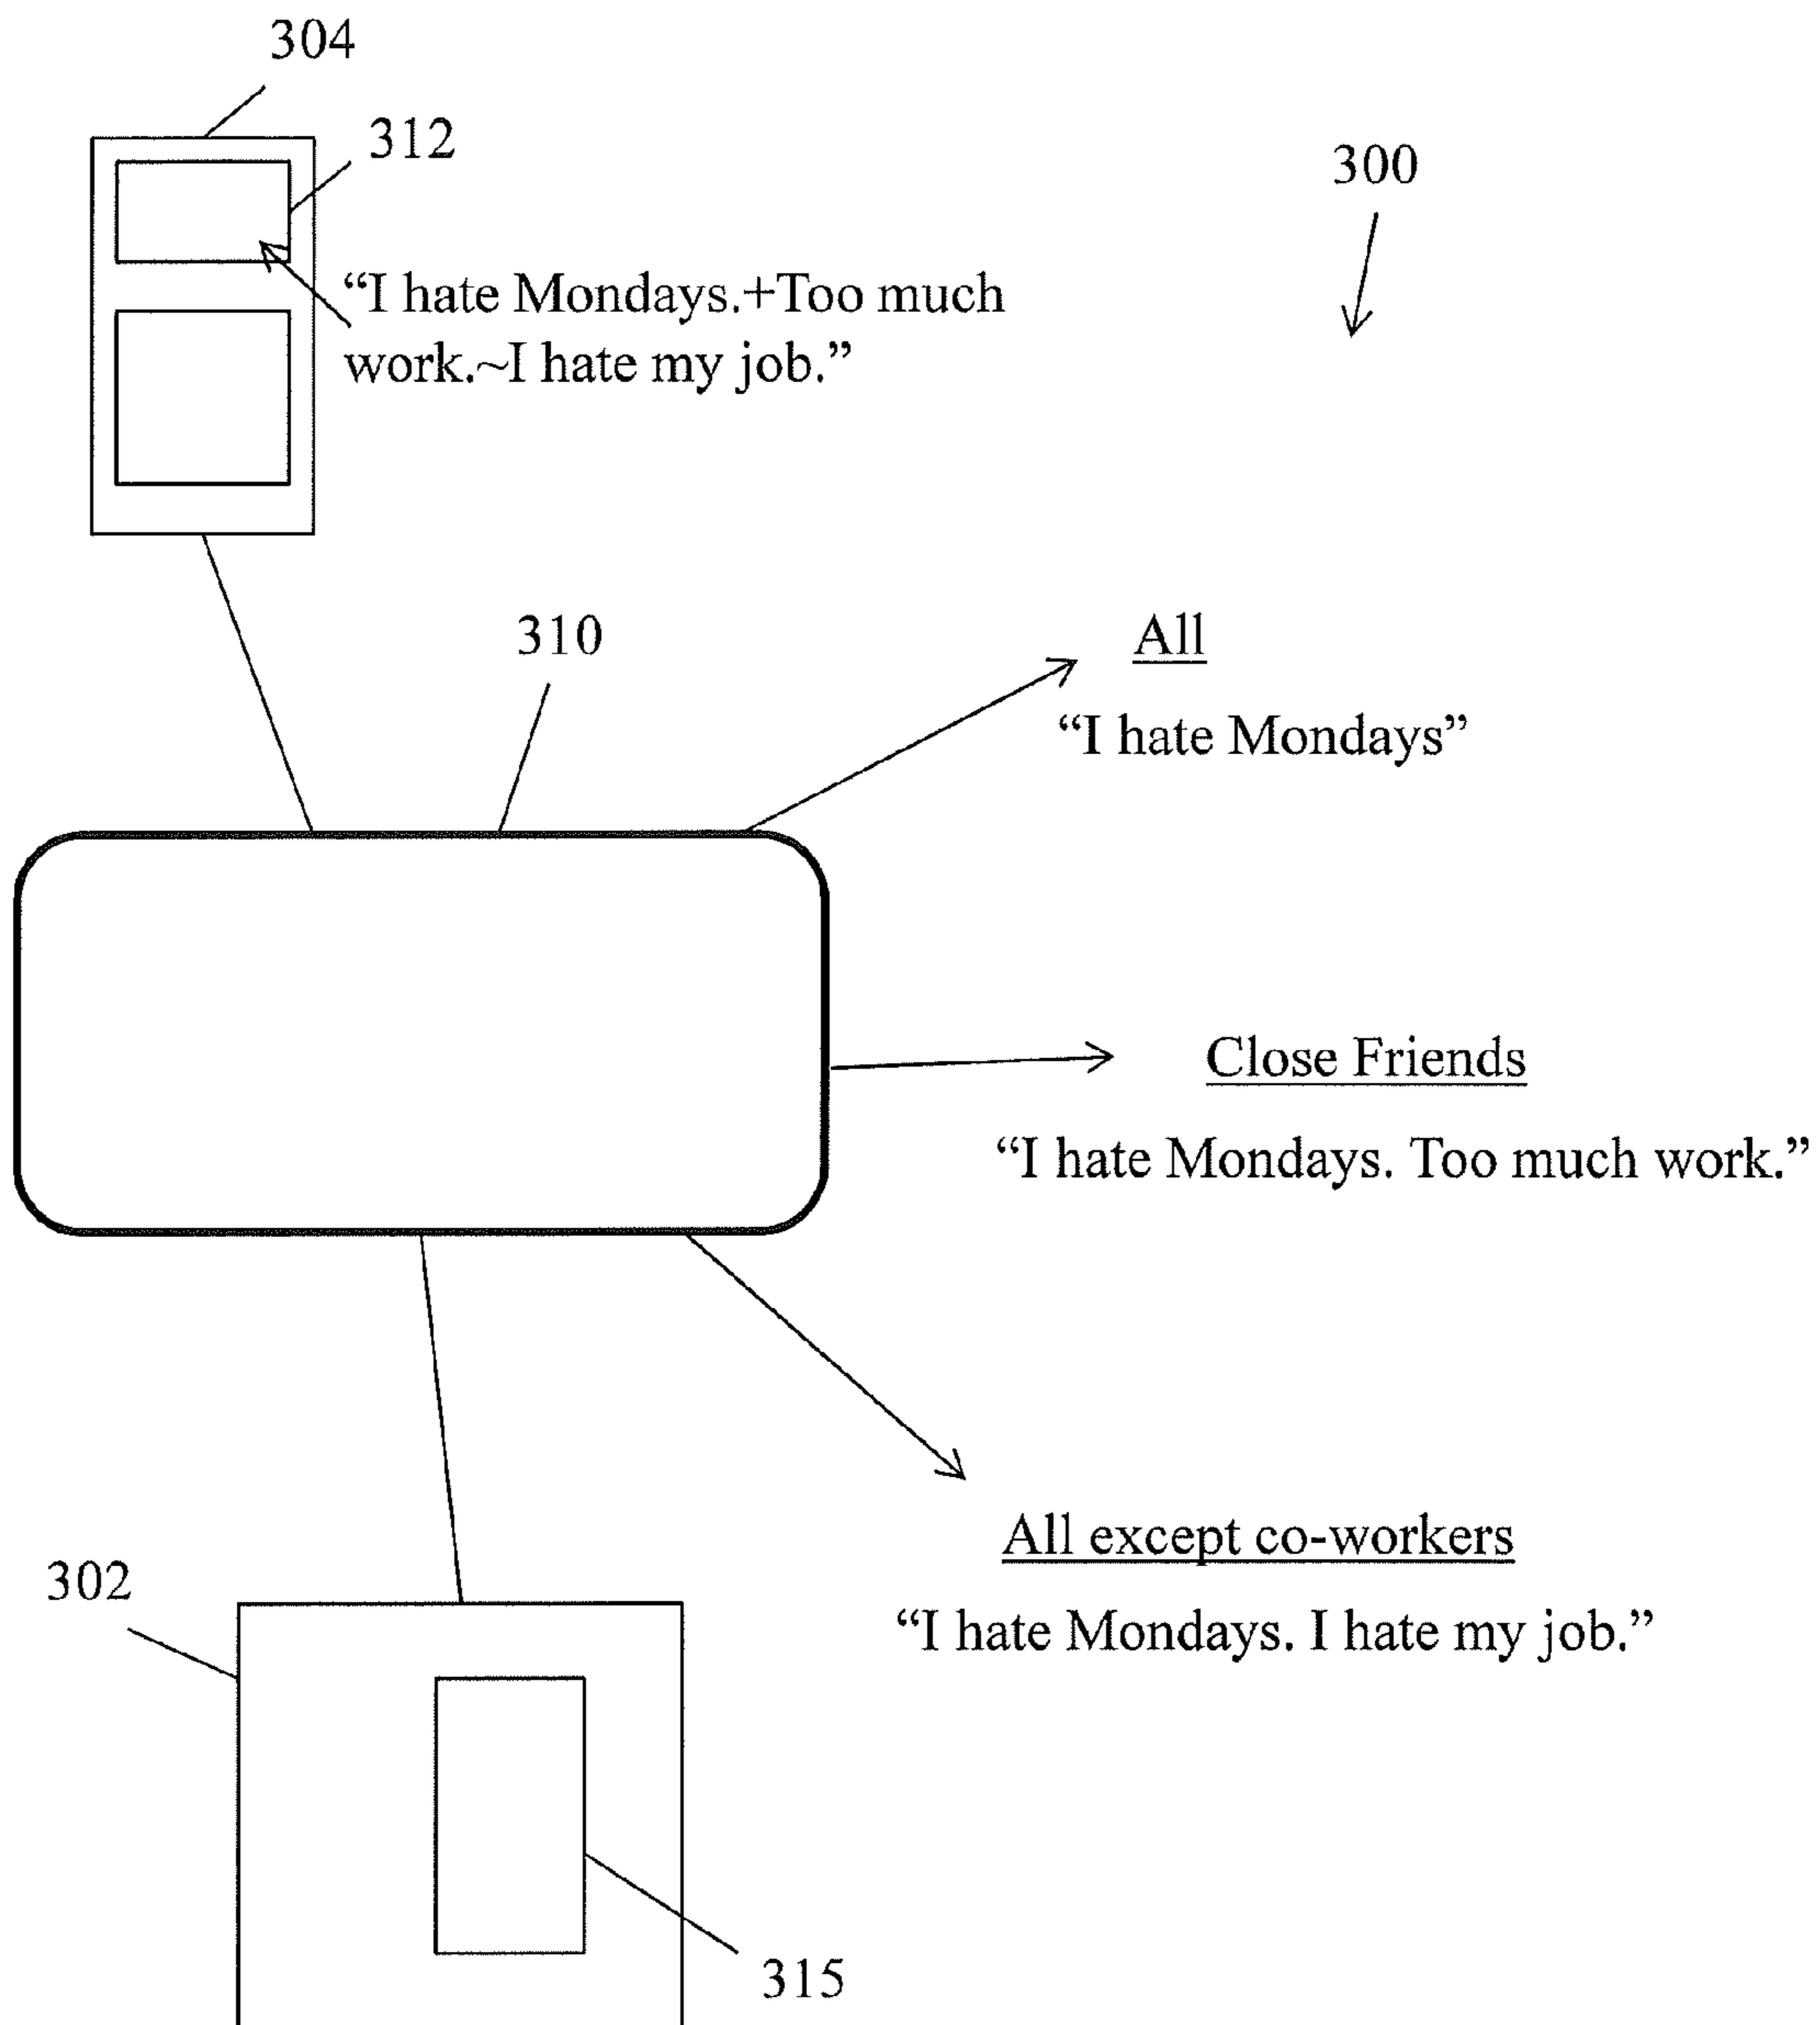 304
312
300
“I hate Mondays.+Too much
work.~I hate my job.”
310
All
“I hate Mondays”
Close Friends
“I hate Mondays. Too much work.”
All except co-workers
302
“I hate Mondays. I hate my job.”
315